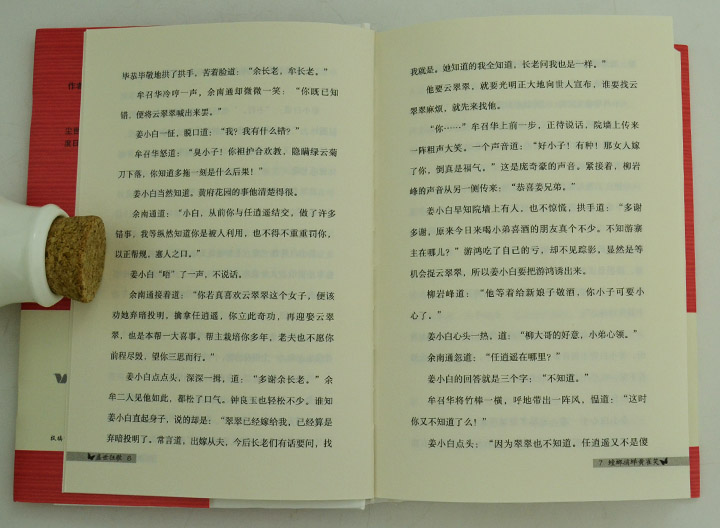 毕恭毕敬地拱了拱手，苦着脸道：“余长老，牟长老。”
牟召华冷哼一声。余南通却微微一笑：“你既已知
错，便将云翠翠喊出来罢。”
姜小白一怔，脱口道：“我？我有什么错？”
牟召华怒道：“臭小子！你袒护合欢教，隐瞒绿云菊
刀下落，你知道多拖一刻是什么后果！”
姜小白当然知道。黄府花园的事他清楚得很。
余南通道：“小白，从前你与任逍遥结交，做了许多
错事，我等纵然知道你是被人利用，也不得不重重罚你，
以正帮规，塞人之口。”
姜小白“喑”了一声，不说话。
余南通接着道：“你若真喜欢云翠翠这个女子，便该
劝她弃暗投明，擒拿任逍遥，你立此奇功，再迎娶云翠
翠，也是本帮一大喜事。帮主栽培你多年，老夫也不愿你
前程尽毁，望你三思而行。”
姜小白点点头，深深一揖，道：“多谢余长老。”余
牟二人见他如此，都松了口气。钟良玉也轻松不少。谁知
姜小白直起身子，说的却是：“翠翠已经嫁给我，已经算是
弃暗投明了。常言道，出嫁从夫，今后长老们有话要问，找
盛世狂歌 Ⅱ
我就是。她知道的我全知道，长老问我也是一样。”
他要云翠翠，就要光明正大地向世人宣布，谁要找云
翠翠麻烦，就先来找他。
“你……”牟召华上前一步，正待说话，院墙上传来
一阵粗声大笑，一个声音道：“好小子！有种！那女人嫁
了你，倒真是福气。”这是庞奇豪的声音。紧接着，柳岩
峰的声音从另一侧传来：“恭喜姜兄弟。”
姜小白早知院墙上有人，也不惊慌，拱手道：“多谢
多谢，原来今日来喝小弟喜酒的朋友真个不少。不知游寨
主在哪儿？”游鸿吃了自己的亏，却不见踪影，显然是等
机会捉云翠翠，所以姜小白要把游鸿诱出来。
柳岩峰道：“他等着给新娘子敬酒，你小子可要小
心了。”
姜小白心头一热，道：“柳大哥的好意，小弟心领。”
余南通忽道：“任逍遥在哪里？”
姜小白的回答就是三个字：“不知道。”
牟召华将竹棒一横，呼地带出一阵风，愠道：“这时
你又不知道了么！”
姜小白点头：“因为翠翠也不知道。任逍遥又不是傻
7 螳螂捕蝉黄雀笑